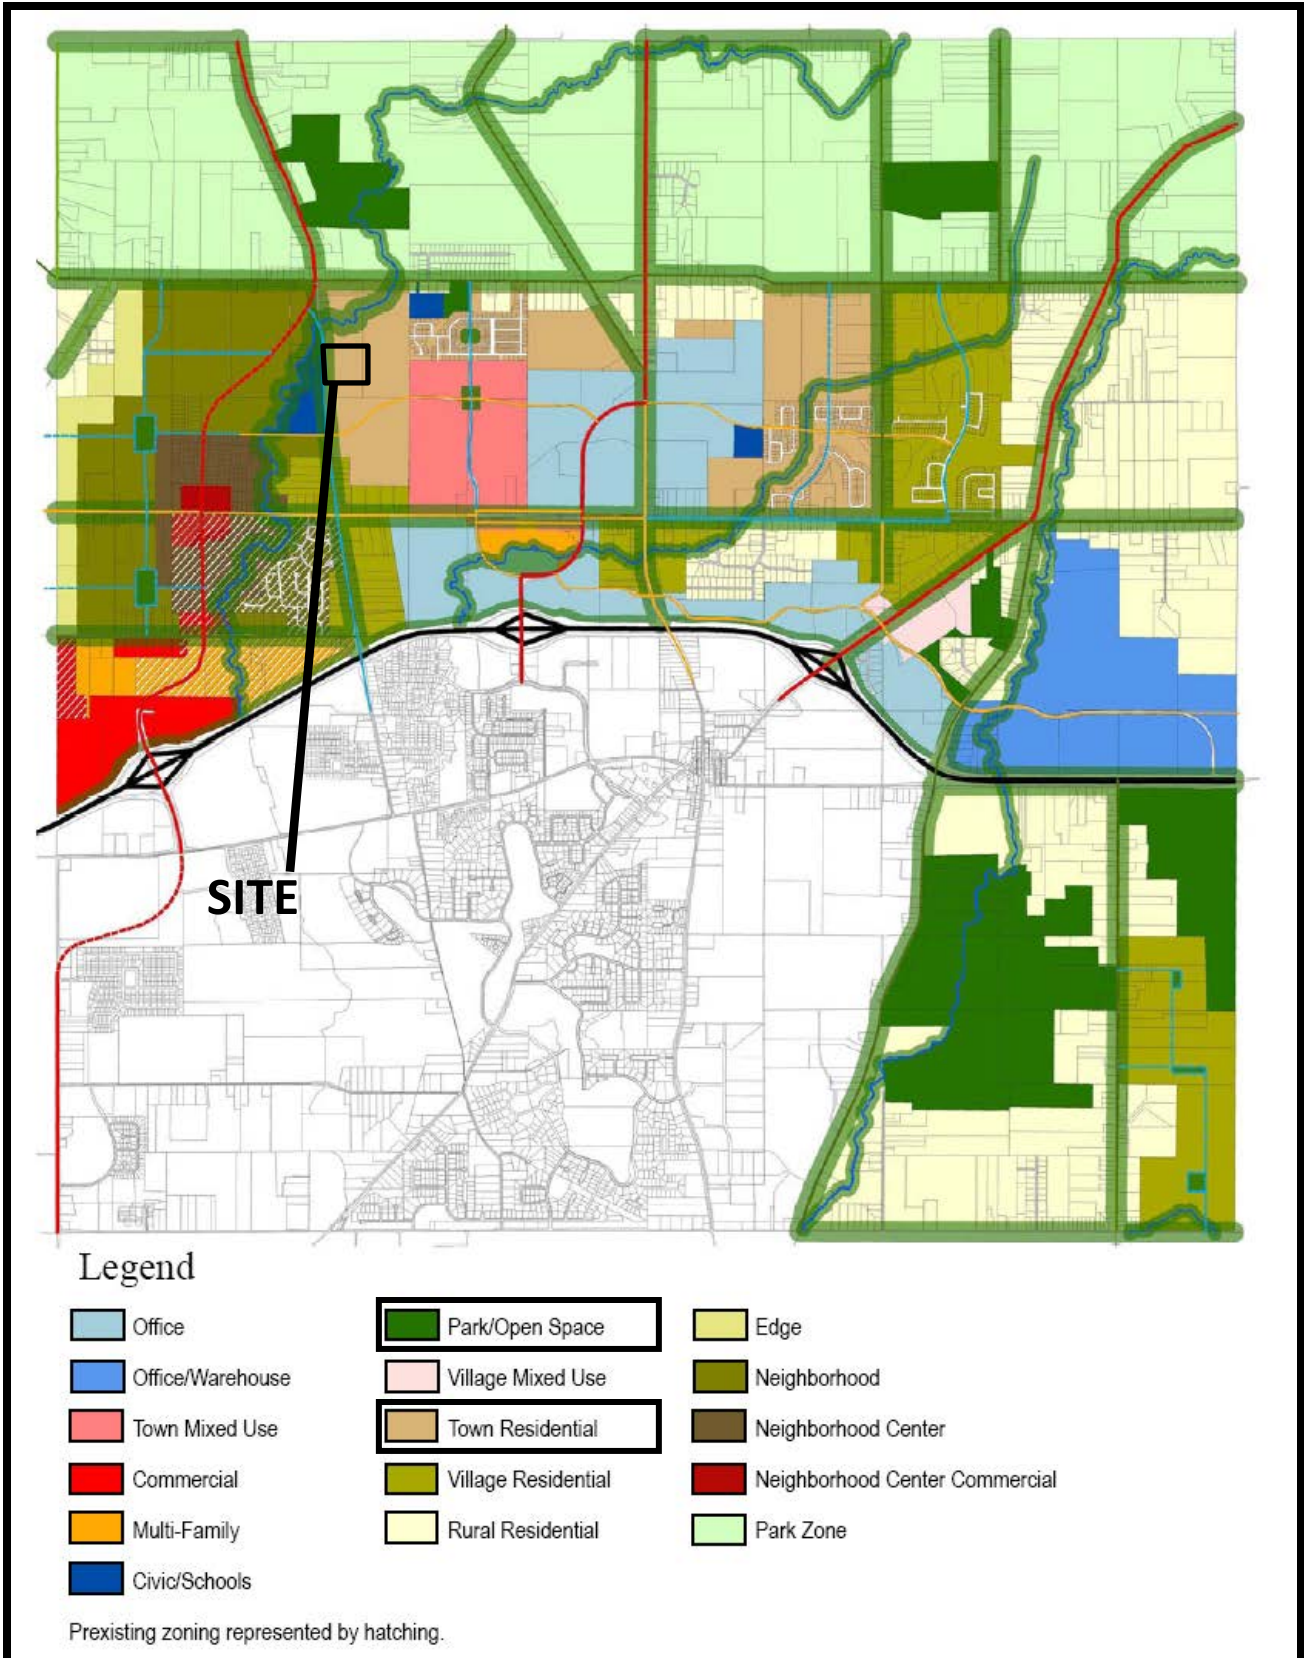 SITE
Legend
Office
Park/Open Space
Edge
Office/Warehouse
Village Mixed Use
Neighborhood
Town Mixed Use
Town Residential
Neighborhood Center
Commercial
Village Residential
Neighborhood Center Commercial
Multi-Family
Rural Residential
Park Zone
Civic/Schools
Prexisting zoning represented by hatching.